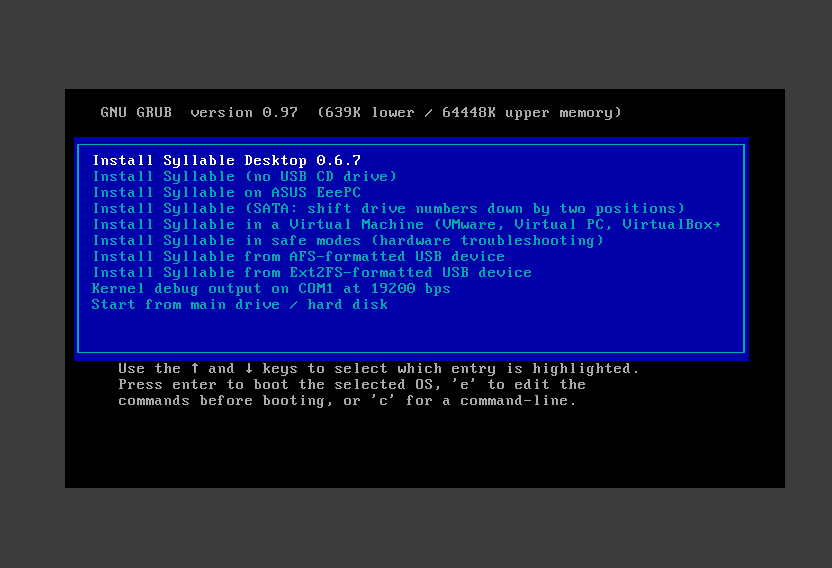 GNU GRUB  version 0.97  (639K lower / 64448K upper memory)
Install Syllable Desktop 0.6.7
Install Syllable (no USB CD drive)
Install Syllable on ASUS EeePC
Install Syllable (SATA: shift drive numbers down by two positions)
Install Syllable in a Virtual Machine (VMware, Virtual PC, VirtualBox→
Install Syllable in safe modes (hardware troubleshooting)
Install Syllable from AFS-formatted USB device
Install Syllable from Ext2FS-formatted USB device
Kernel debug output on COM1 at 19200 bps
Start from main drive / hard disk
Use the ↑ and ↓ keys to select which entry is highlighted.
Press enter to boot the selected OS, 'e' to edit the
commands before booting, or 'c' for a command-line.